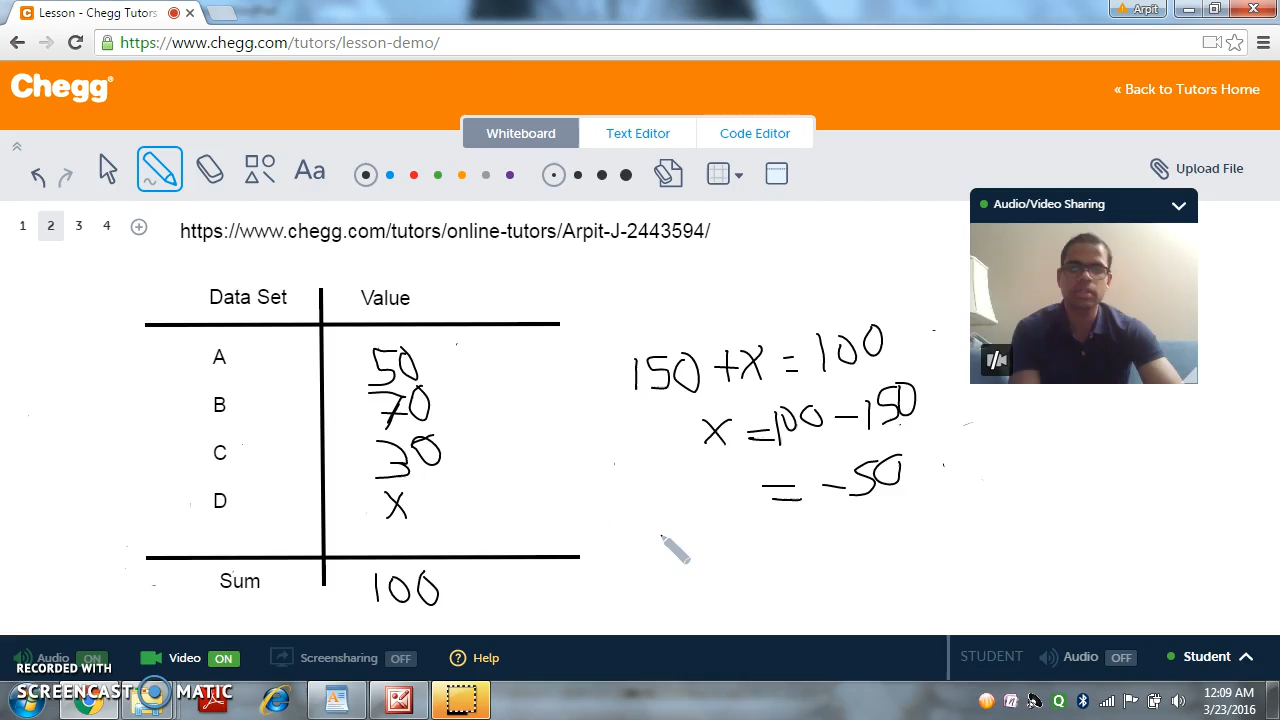 Lesson - Chegg Tutors
Arpit
https://www.chegg.com/tutors/lesson-demo/
Chegg
« Back to Tutors Home
Whiteboard Text Editor Code Editor
Aa
Upload File
1 2 3 4
https://www.chegg.com/tutors/online-tutors/Arpit-J-2443594/
Audio/Video Sharing
Data Set Value
A 50
B 70
C 30
D x
Sum 100
150 + x = 100
x = 100 - 150
= -50
Audio ON Video ON Screensharing OFF ? Help
STUDENT Audio OFF Student
RECORDED WITH
SCREENCAST MATIC
12:09 AM
3/23/2016